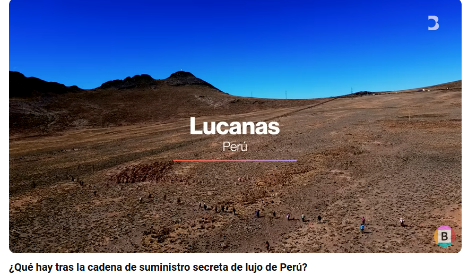 Lucanas
Perú
B
¿Qué hay tras la cadena de suministro secreta de lujo de Perú?